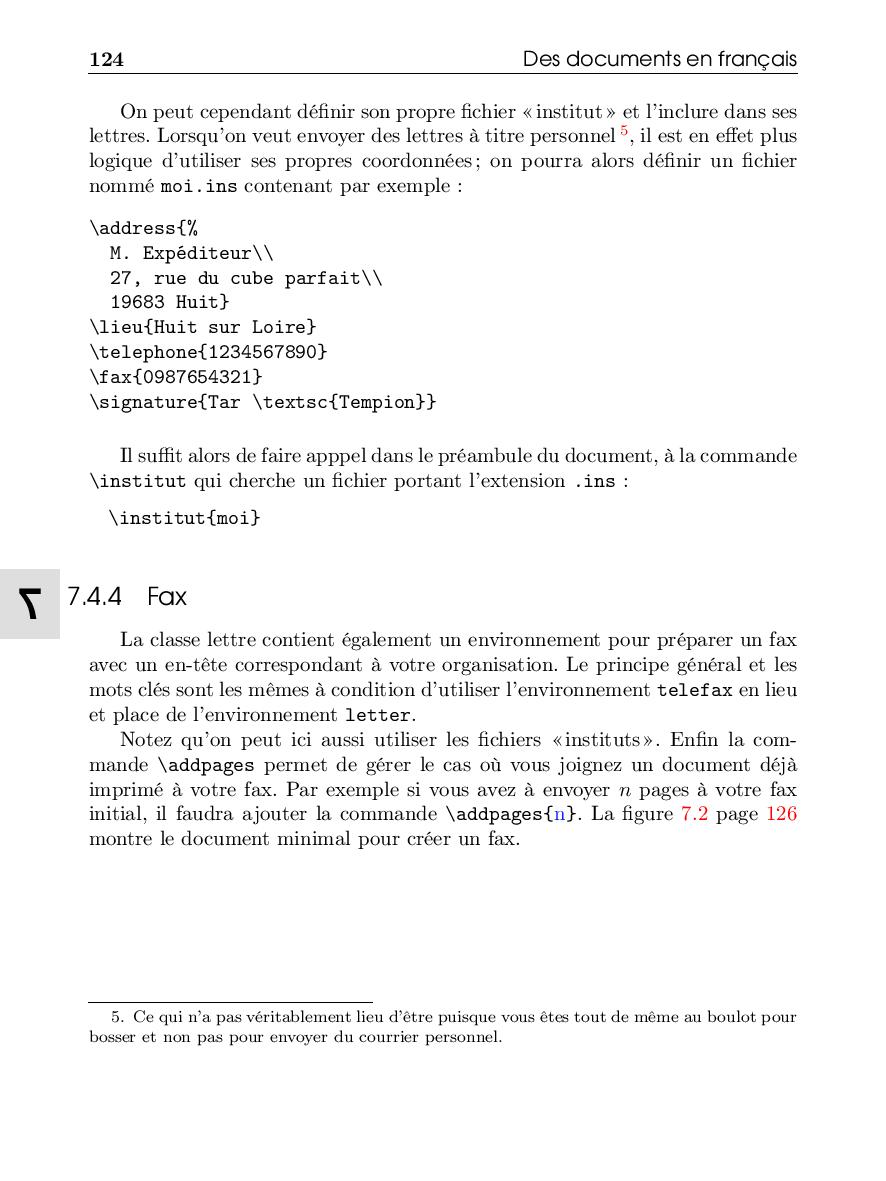 124 Des documents en français
On peut cependant définir son propre fichier « institut » et l'inclure dans ses
lettres. Lorsqu'on veut envoyer des lettres à titre personnel 5, il est en effet plus
logique d'utiliser ses propres coordonnées ; on pourra alors définir un fichier
nommé moi.ins contenant par exemple :
\address{%
  M. Expéditeur\\
  27, rue du cube parfait\\
  19683 Huit}
\lieu{Huit sur Loire}
\telephone{1234567890}
\fax{0987654321}
\signature{Tar \textsc{Tempion}}
Il suffit alors de faire apppel dans le préambule du document, à la commande
\institut qui cherche un fichier portant l'extension .ins :
\institut{moi}
7
7.4.4 Fax
La classe lettre contient également un environnement pour préparer un fax
avec un en-tête correspondant à votre organisation. Le principe général et les
mots clés sont les mêmes à condition d'utiliser l'environnement telefax en lieu
et place de l'environnement letter.
Notez qu'on peut ici aussi utiliser les fichiers « instituts ». Enfin la com-
mande \addpages permet de gérer le cas où vous joignez un document déjà
imprimé à votre fax. Par exemple si vous avez à envoyer n pages à votre fax
initial, il faudra ajouter la commande \addpages{n}. La figure 7.2 page 126
montre le document minimal pour créer un fax.
5. Ce qui n'a pas véritablement lieu d'être puisque vous êtes tout de même au boulot pour
bosser et non pas pour envoyer du courrier personnel.